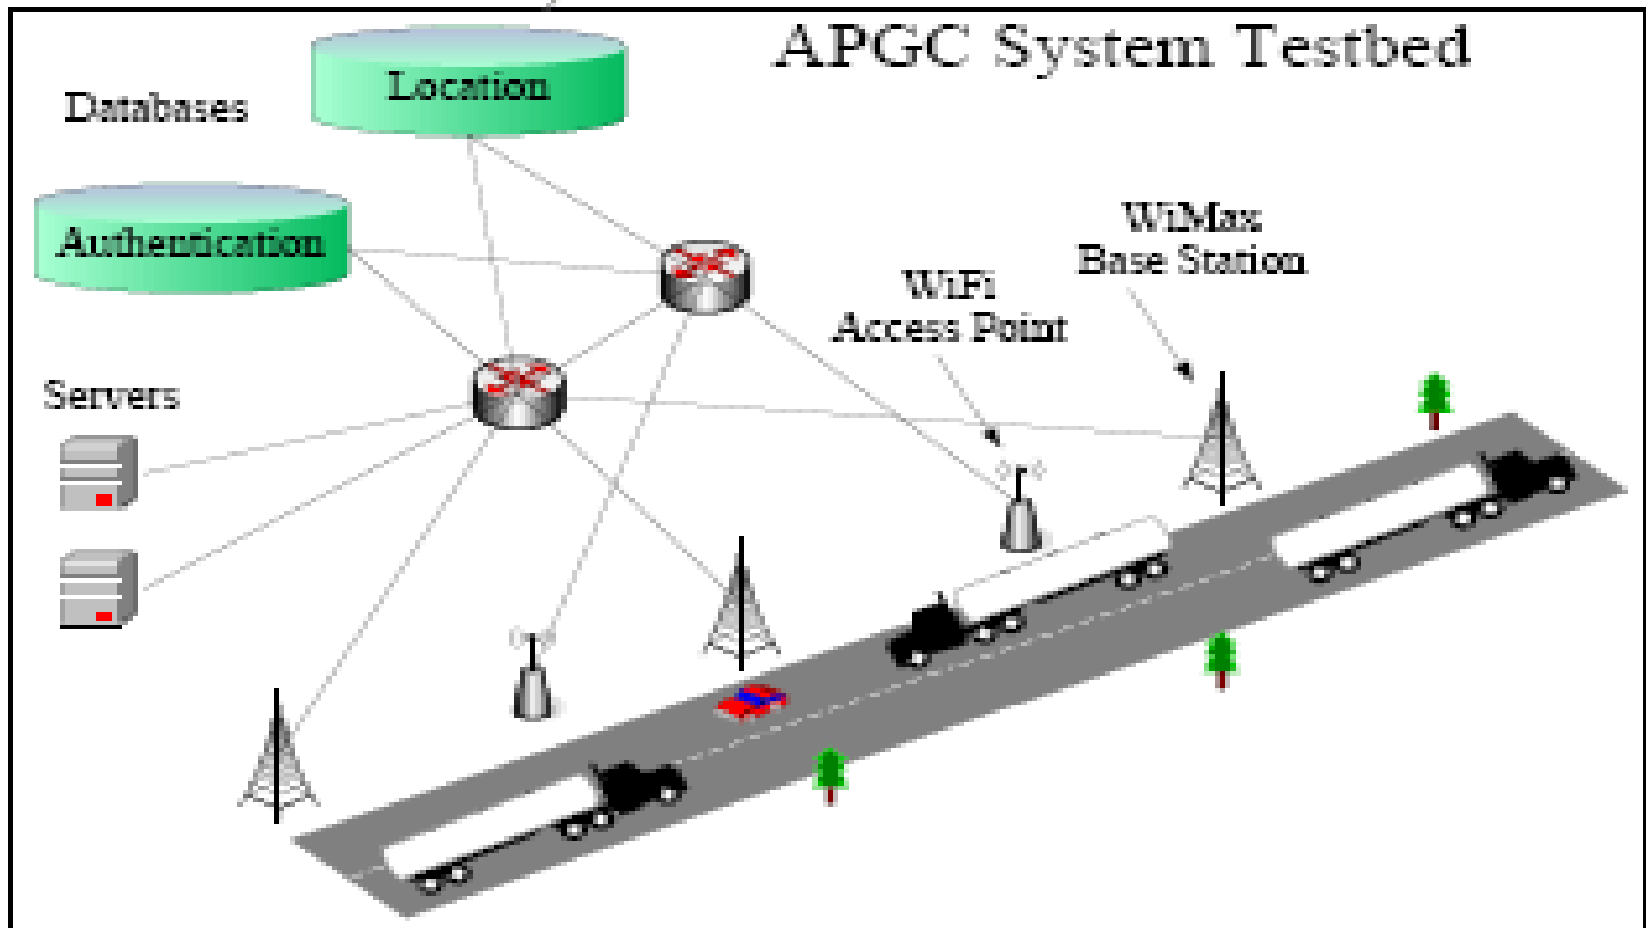 APGC System Testbed
Location
Databases
Authentication
WiMax
Base Station
WiFi
Access Point
Servers